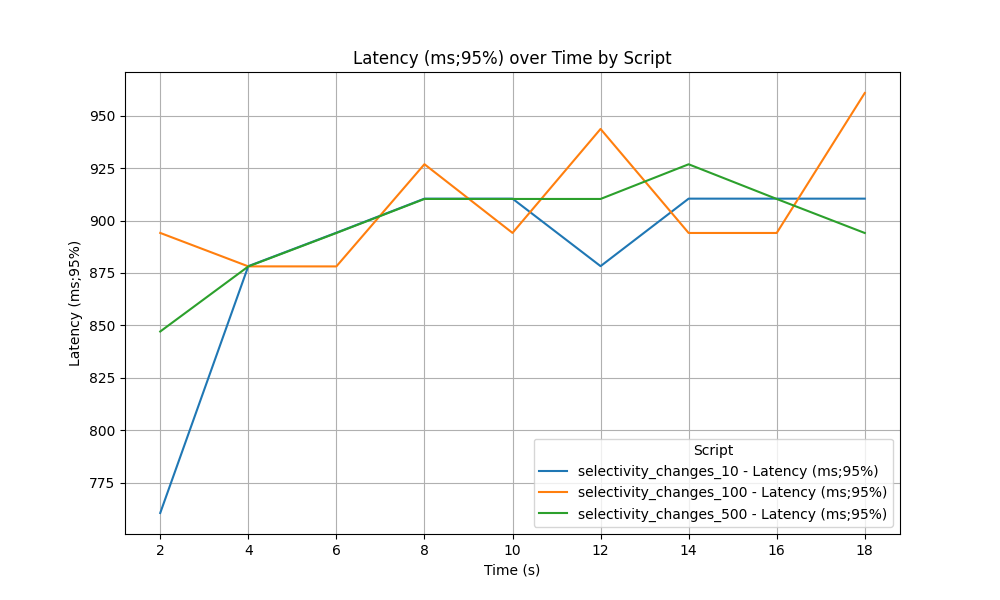 Latency (ms;95%) over Time by Script
Latency (ms;95%)
950
925
900
875
850
825
800
775
2 4 6 8 10 12 14 16 18
Time (s)
Script
selectivity_changes_10 - Latency (ms;95%)
selectivity_changes_100 - Latency (ms;95%)
selectivity_changes_500 - Latency (ms;95%)